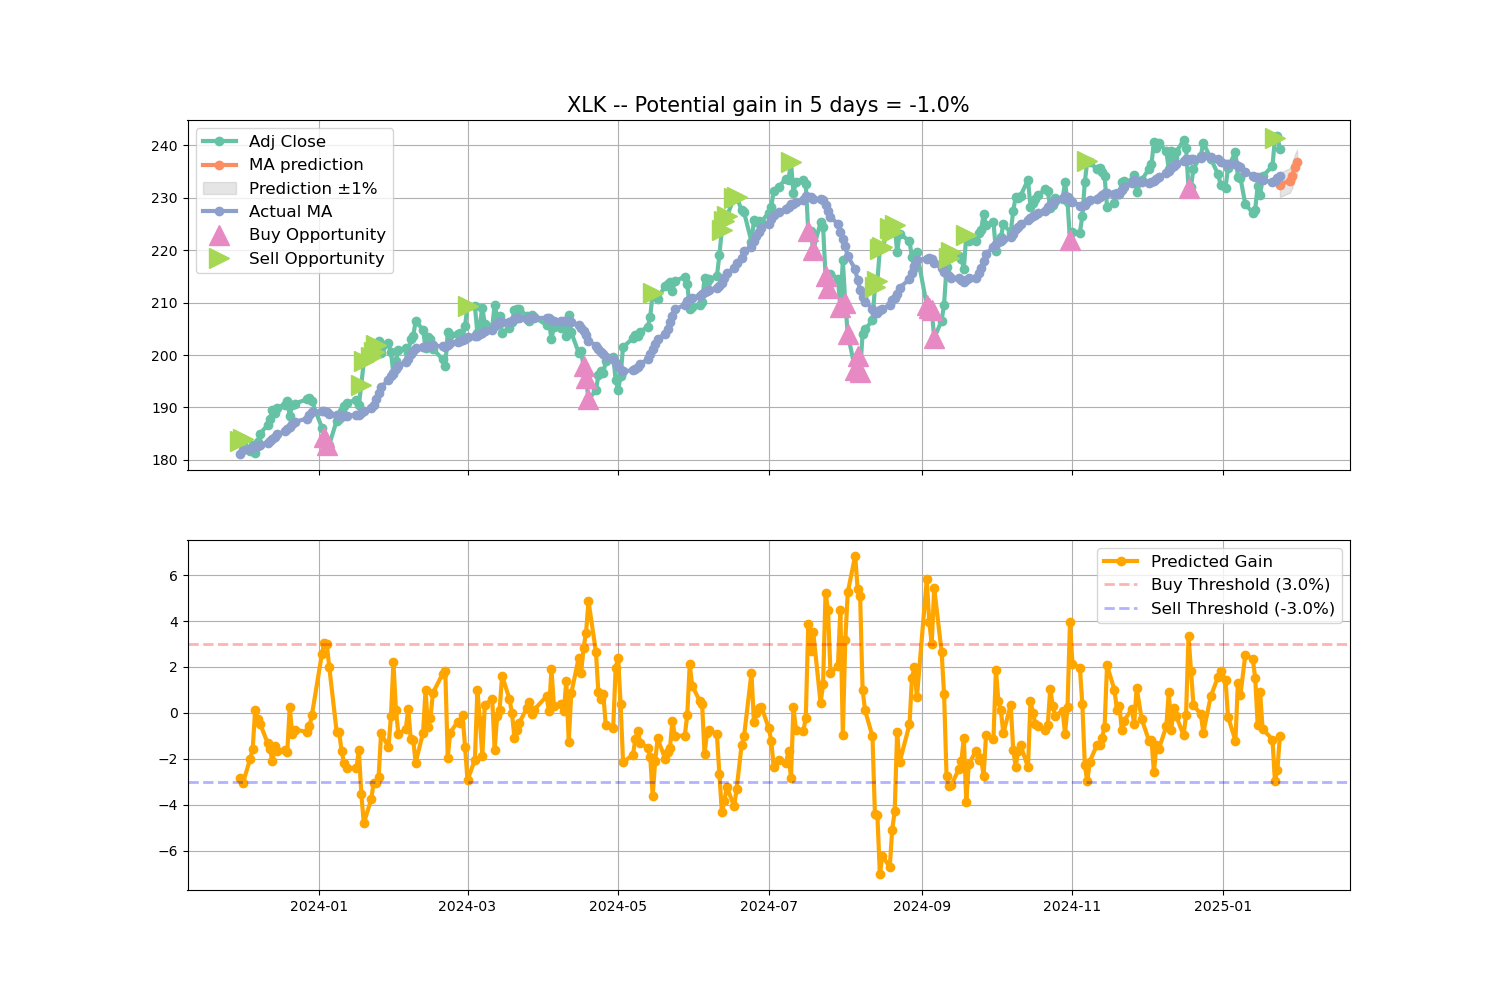 XLK -- Potential gain in 5 days = -1.0%
Adj Close
MA prediction
Prediction ±1%
Actual MA
Buy Opportunity
Sell Opportunity
240
230
220
210
200
190
180
Predicted Gain
Buy Threshold (3.0%)
Sell Threshold (-3.0%)
6
4
2
0
−2
−4
−6
2024-01 2024-03 2024-05 2024-07 2024-09 2024-11 2025-01